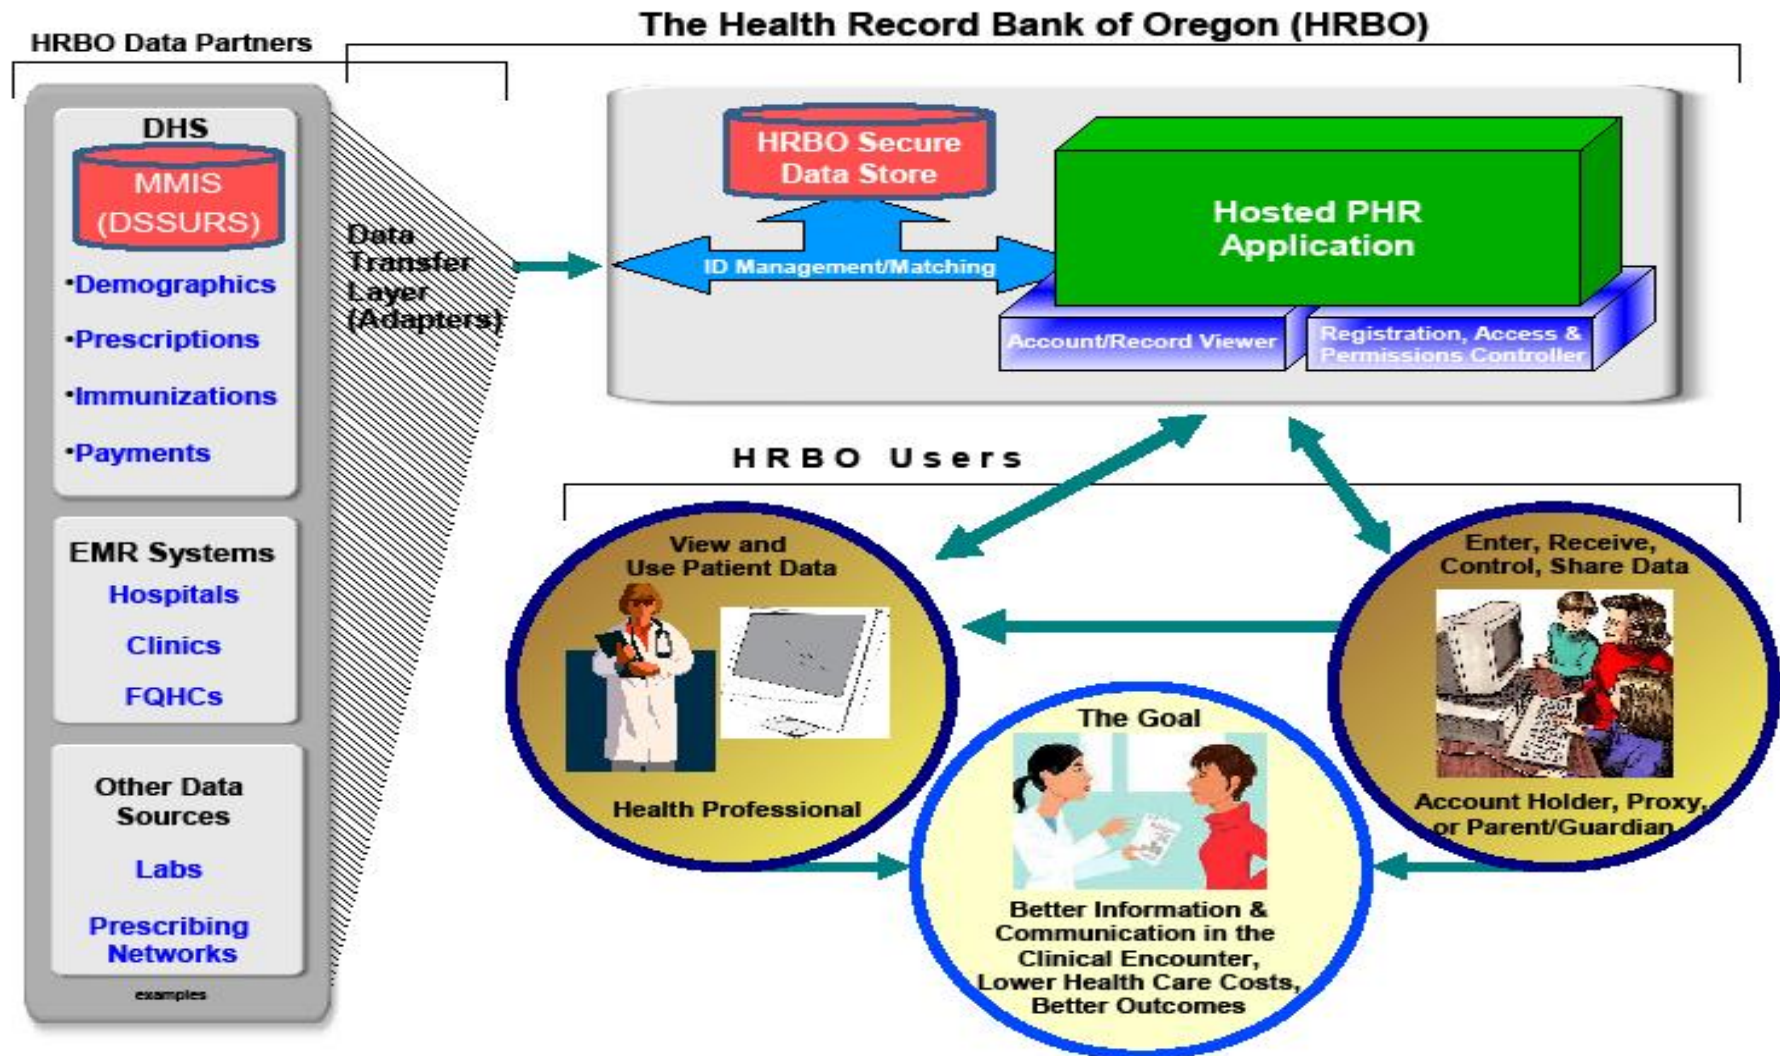 The Health Record Bank of Oregon (HRBO)
HRBO Data Partners
DHS
MMIS
(DSSURS)
•Demographics
•Prescriptions
•Immunizations
•Payments
EMR Systems
Hospitals
Clinics
FQHCs
Other Data
Sources
Labs
Prescribing
Networks
examples
Data
Transfer
Layer
(Adapters)
HRBO Secure
Data Store
ID Management/Matching
Hosted PHR
Application
Account/Record Viewer
Registration, Access &
Permissions Controller
HRBO Users
View and
Use Patient Data
Health Professional
Enter, Receive,
Control, Share Data
Account Holder, Proxy,
or Parent/Guardian
The Goal
Better Information &
Communication in the
Clinical Encounter,
Lower Health Care Costs,
Better Outcomes